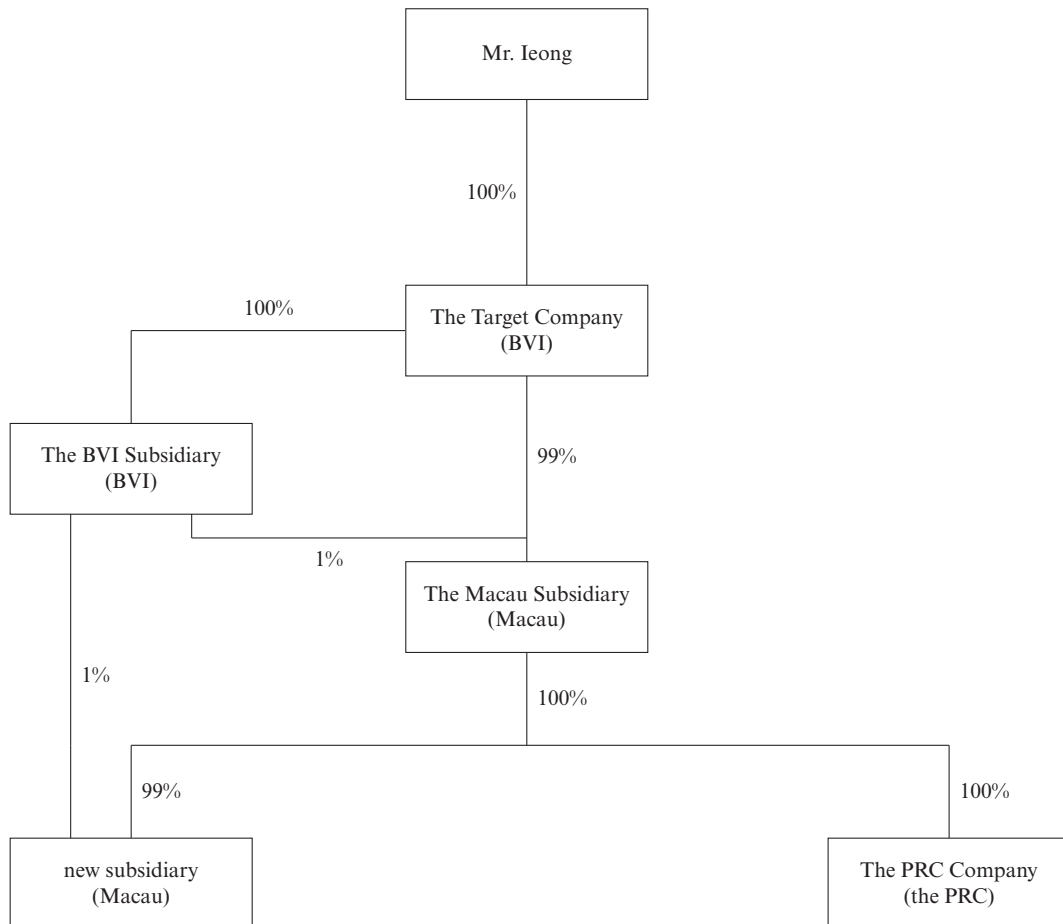 Mr. Ieong
100%
The Target Company
(BVI)
100%
The BVI Subsidiary
(BVI)
99%
1%
The Macau Subsidiary
(Macau)
1%
100%
99%
100%
new subsidiary
(Macau)
The PRC Company
(the PRC)